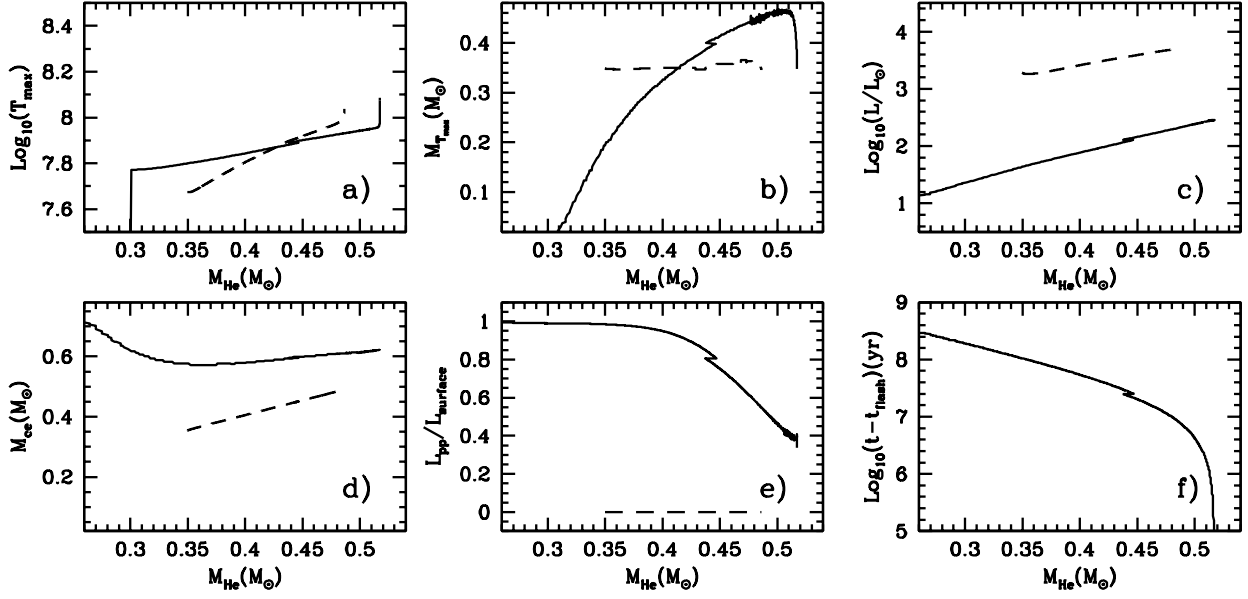 8.4
8.2
8
7.8
7.6
Log10(Tmax)
a)
0.3 0.35 0.4 0.45 0.5
MHe(M⊙)
0.4
0.3
0.2
0.1
MTmax(M⊙)
b)
0.3 0.35 0.4 0.45 0.5
MHe(M⊙)
4
3
2
1
Log10(L/L⊙)
c)
0.3 0.35 0.4 0.45 0.5
MHe(M⊙)
0.6
0.4
0.2
Mce(M⊙)
d)
0.3 0.35 0.4 0.45 0.5
MHe(M⊙)
1
0.8
0.6
0.4
0.2
0
Lpp/Lsurface
e)
0.3 0.35 0.4 0.45 0.5
MHe(M⊙)
9
8
7
6
5
Log10(t−tflash)(yr)
f)
0.3 0.35 0.4 0.45 0.5
MHe(M⊙)